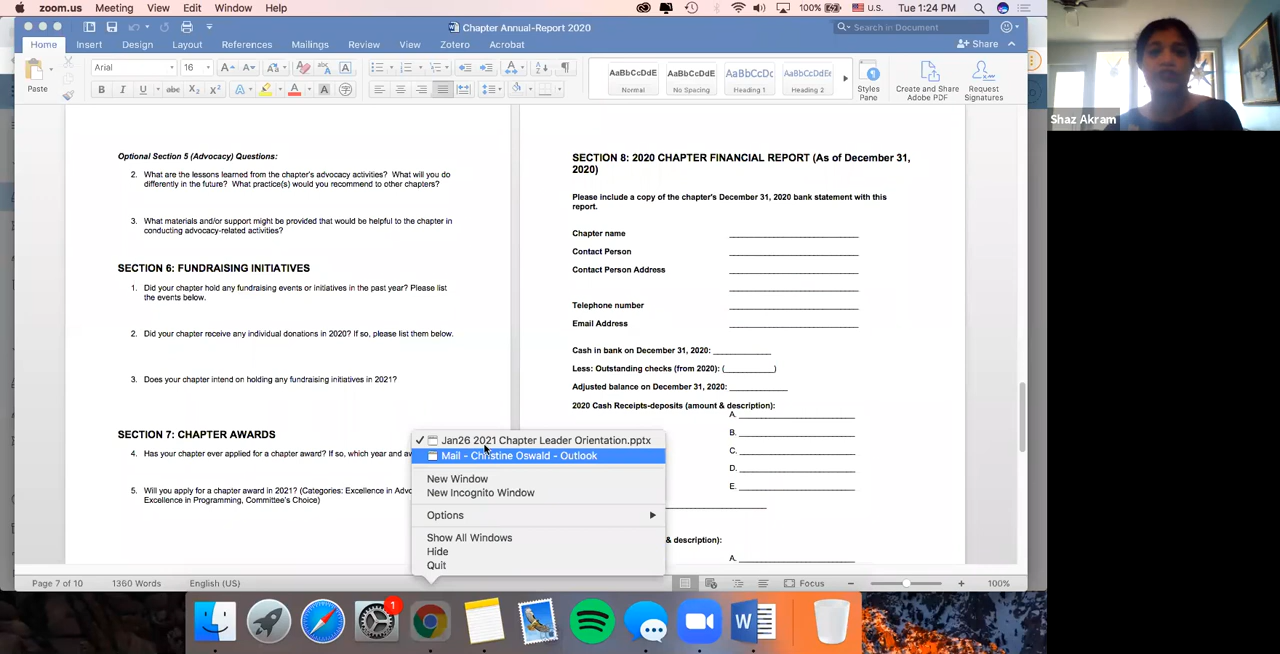 zoom.us Meeting View Edit Window Help 100% U.S. Tue 1:24 PM
Chapter Annual-Report 2020
Search in Document
Home Insert Design Layout References Mailings Review View Zotero Acrobat
Share
Paste
Arial 16
AaBbCcDdE
Normal
AaBbCcDdE
No Spacing
AaBbCcDc
Heading 1
AaBbCcDdEe
Heading 2
Styles Pane
Create and Share Adobe PDF
Request Signatures
Optional Section 5 (Advocacy) Questions:
2. What are the lessons learned from the chapter's advocacy activities? What will you do
differently in the future? What practice(s) would you recommend to other chapters?
3. What materials and/or support might be provided that would be helpful to the chapter in
conducting advocacy-related activities?
SECTION 6: FUNDRAISING INITIATIVES
1. Did your chapter hold any fundraising events or initiatives in the past year? Please list
the events below.
2. Did your chapter receive any individual donations in 2020? If so, please list them below.
3. Does your chapter intend on holding any fundraising initiatives in 2021?
SECTION 7: CHAPTER AWARDS
4. Has your chapter ever applied for a chapter award? If so, which year and aw
5. Will you apply for a chapter award in 2021? (Categories: Excellence in Advo
Excellence in Programming, Committee's Choice)
SECTION 8: 2020 CHAPTER FINANCIAL REPORT (As of December 31,
2020)
Please include a copy of the chapter's December 31, 2020 bank statement with this
report.
Chapter name
Contact Person
Contact Person Address
Telephone number
Email Address
Cash in bank on December 31, 2020:
Less: Outstanding checks (from 2020): ( )
Adjusted balance on December 31, 2020:
2020 Cash Receipts-deposits (amount & description):
A.
B.
C.
D.
E.
& description):
A.
Jan26 2021 Chapter Leader Orientation.pptx
Mail - Christine Oswald - Outlook
New Window
New Incognito Window
Options
Show All Windows
Hide
Quit
Page 7 of 10 1360 Words English (US) Focus 100%
1
Shaz Akram